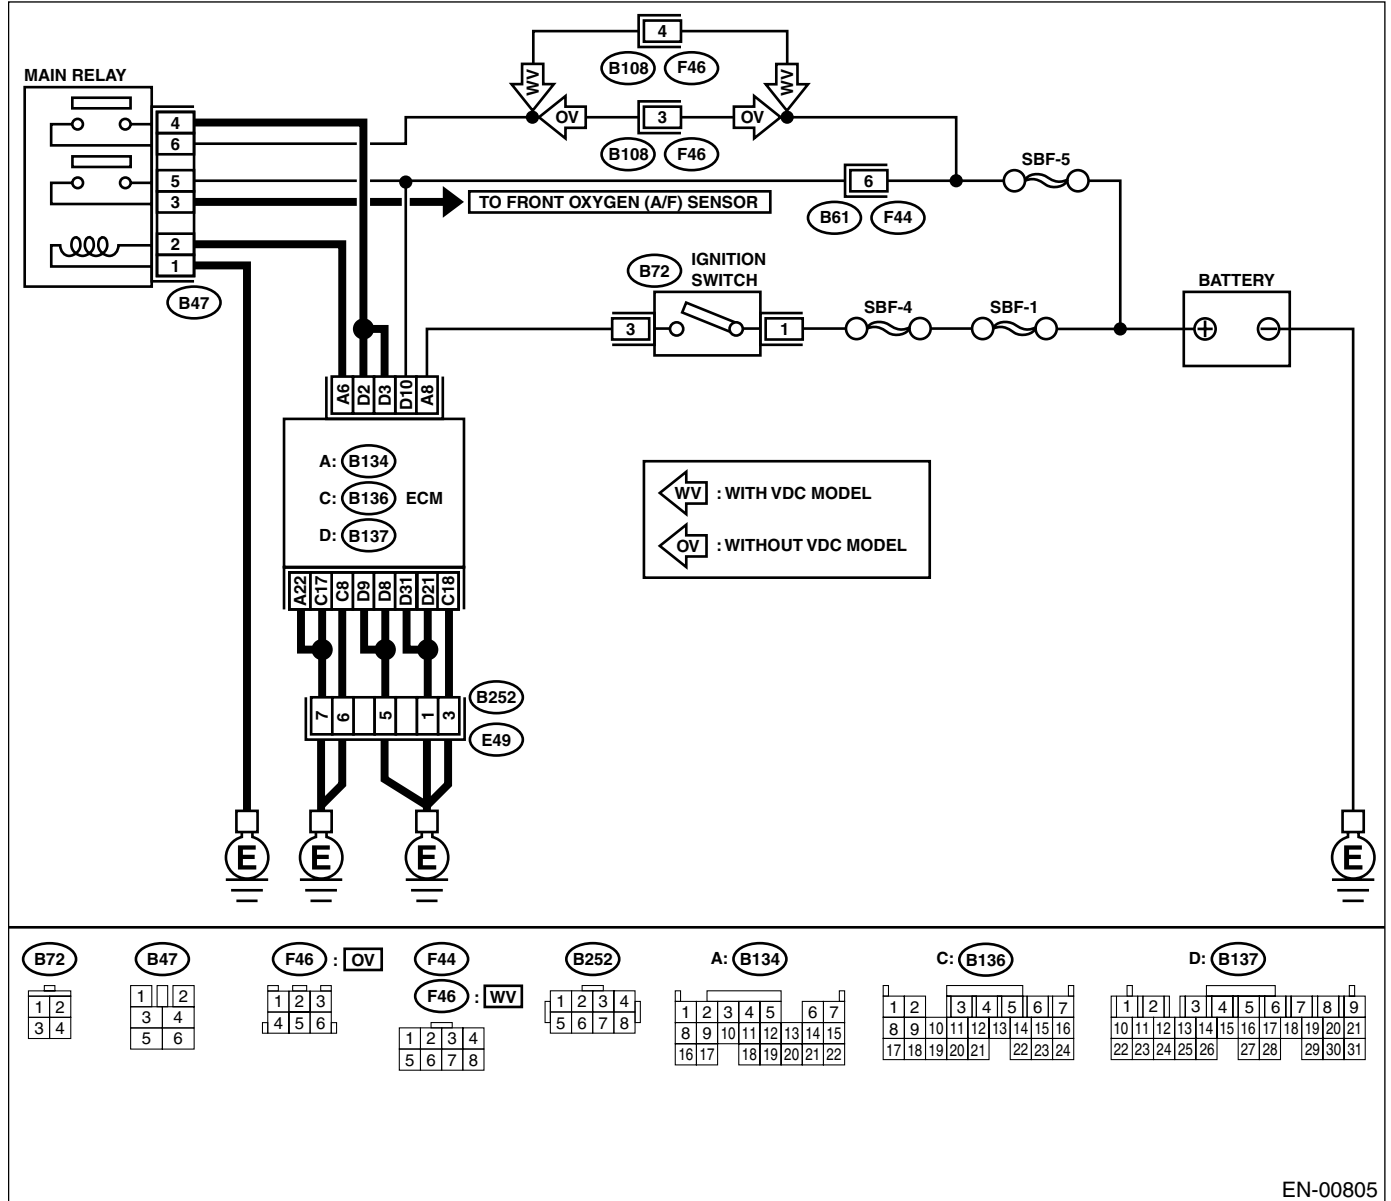 4
B108 F46
MAIN RELAY
WV WV
4
6
5
3
2
1
B47
OV 3 OV
B108 F46
SBF-5
6
B61 F44
TO FRONT OXYGEN (A/F) SENSOR
B72 IGNITION
SWITCH
3 1
SBF-4 SBF-1
BATTERY
+ −
A6 D2 D3 D10 A8
A: B134
C: B136 ECM
D: B137
WV : WITH VDC MODEL
OV : WITHOUT VDC MODEL
A22 C17 C8 D9 D8 D31 D21 C18
7 6 5 1 3
B252
E49
E E E E
B72 B47 F46 : OV F44 B252 A: B134 C: B136 D: B137
F46 : WV
1 2
3 4
1 2
3 4
5 6
1 2 3
4 5 6
1 2 3 4
5 6 7 8
1 2 3 4
5 6 7 8
1 2 3 4 5 6 7
8 9 10 11 12 13 14 15
16 17 18 19 20 21 22
1 2 3 4 5 6 7
8 9 10 11 12 13 14 15 16
17 18 19 20 21 22 23 24
1 2 3 4 5 6 7 8 9
10 11 12 13 14 15 16 17 18 19 20 21
22 23 24 25 26 27 28 29 30 31
EN-00805